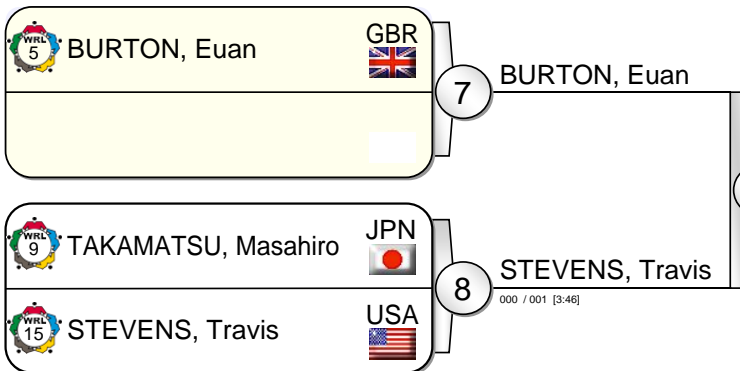 WRL 5 BURTON, Euan GBR
7 BURTON, Euan
WRL 9 TAKAMATSU, Masahiro JPN
8 STEVENS, Travis
000 / 001 [3:46]
WRL 15 STEVENS, Travis USA